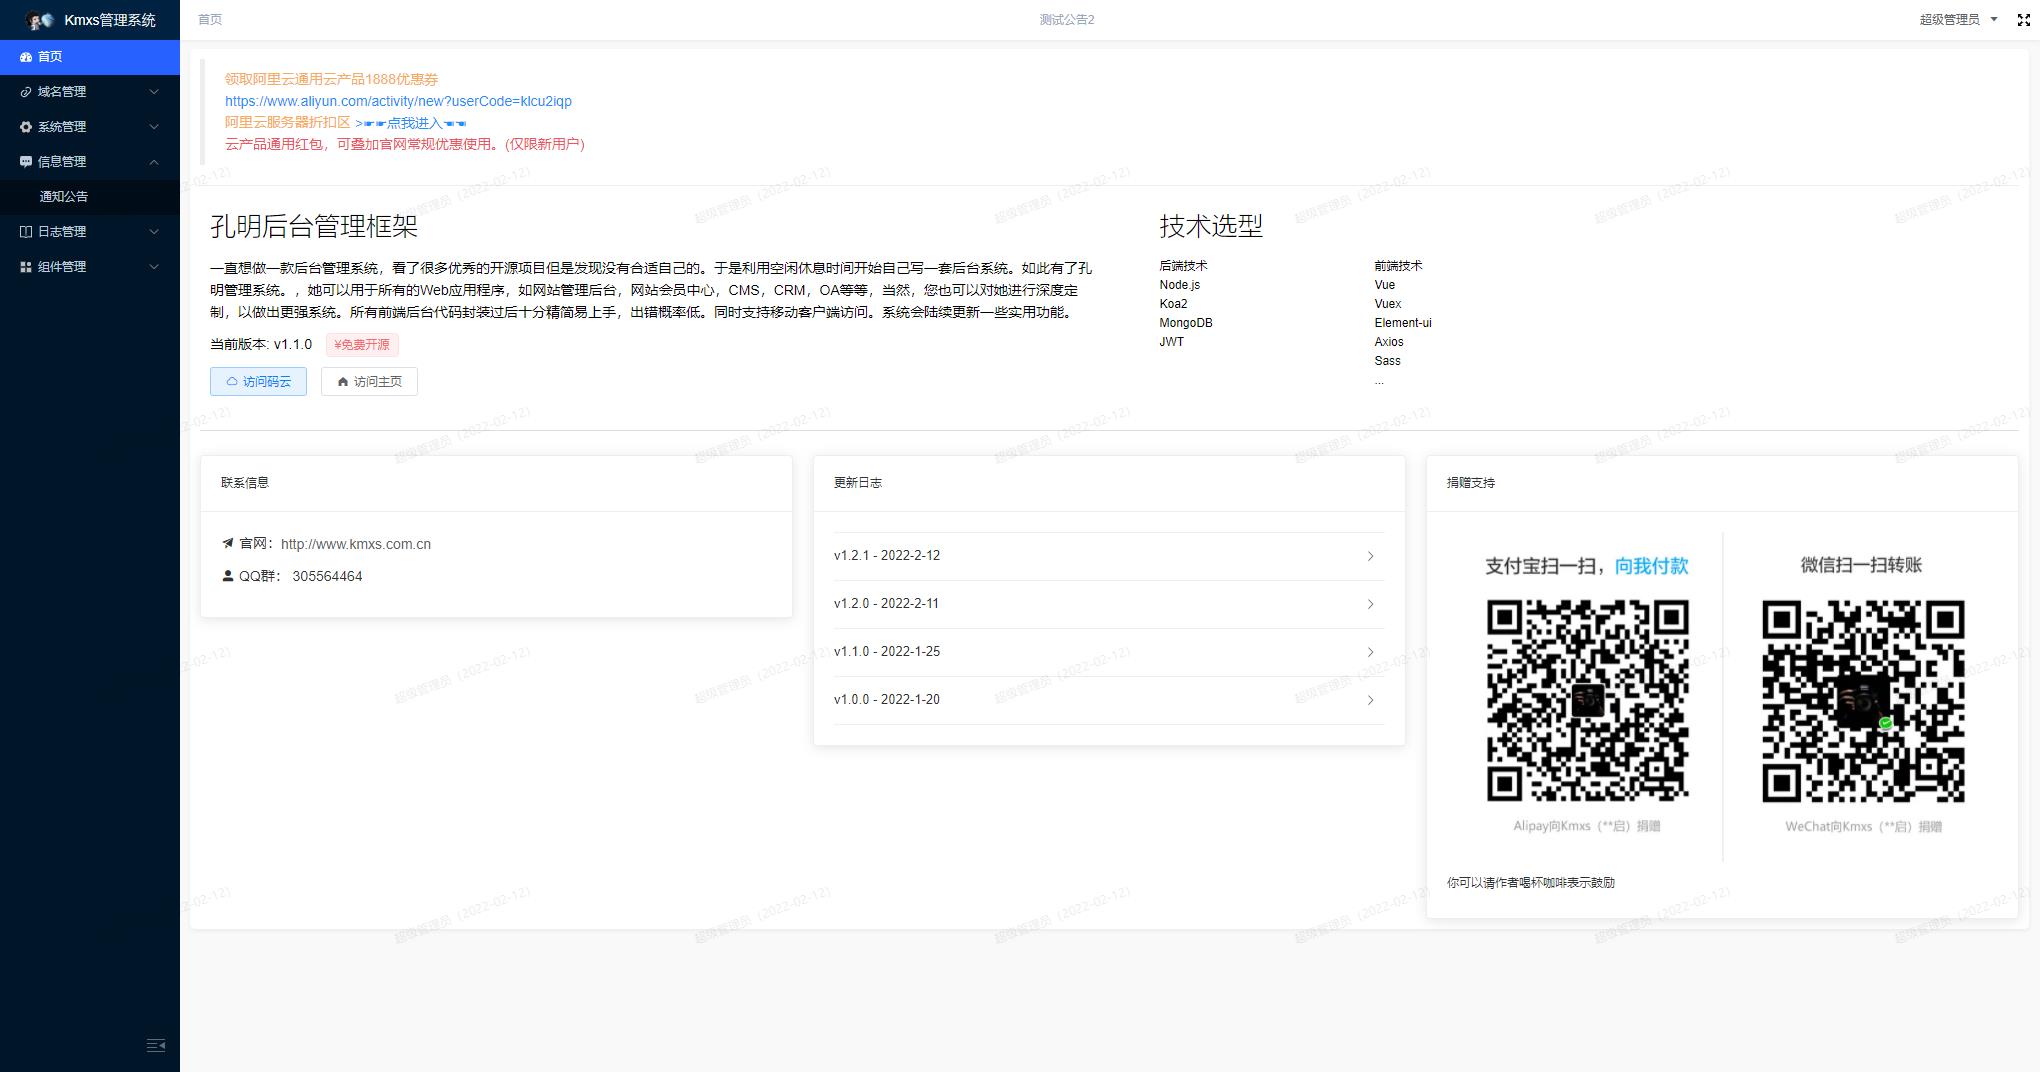 Kmxs管理系统
首页
域名管理
系统管理
信息管理
通知公告
日志管理
组件管理
首页
测试公告2
超级管理员
领取阿里云通用云产品1888优惠券
https://www.aliyun.com/activity/new?userCode=klcu2iqp
阿里云服务器折扣区 >☛☛点我进入☚☚
云产品通用红包，可叠加官网常规优惠使用。(仅限新用户)
孔明后台管理框架
一直想做一款后台管理系统，看了很多优秀的开源项目但是发现没有合适自己的。于是利用空闲休息时间开始自己写一套后台系统。如此有了孔
明管理系统。，她可以用于所有的Web应用程序，如网站管理后台，网站会员中心，CMS，CRM，OA等等，当然，您也可以对她进行深度定
制，以做出更强系统。所有前端后台代码封装过后十分精简易上手，出错概率低。同时支持移动客户端访问。系统会陆续更新一些实用功能。
当前版本: v1.1.0 ¥免费开源
访问码云 访问主页
技术选型
后端技术
Node.js
Koa2
MongoDB
JWT
前端技术
Vue
Vuex
Element-ui
Axios
Sass
...
联系信息
官网：http://www.kmxs.com.cn
QQ群： 305564464
更新日志
v1.2.1 - 2022-2-12
v1.2.0 - 2022-2-11
v1.1.0 - 2022-1-25
v1.0.0 - 2022-1-20
捐赠支持
支付宝扫一扫，向我付款
Alipay向Kmxs（**启）捐赠
微信扫一扫转账
WeChat向Kmxs（**启）捐赠
你可以请作者喝杯咖啡表示鼓励
超级管理员（2022-02-12）